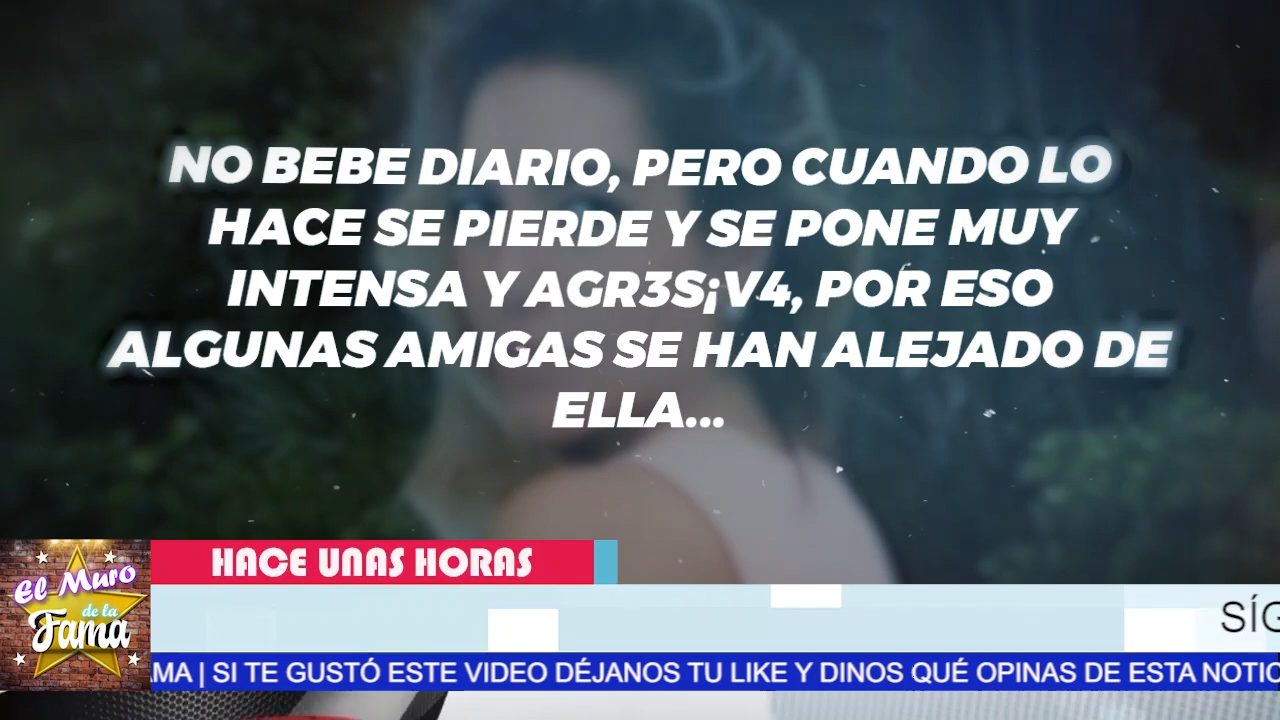 NO BEBE DIARIO, PERO CUANDO LO
HACE SE PIERDE Y SE PONE MUY
INTENSA Y AGR3S¡V4, POR ESO
ALGUNAS AMIGAS SE HAN ALEJADO DE
ELLA...
HACE UNAS HORAS
El Muro
de la
Fama
SÍG
MA | SI TE GUSTÓ ESTE VIDEO DÉJANOS TU LIKE Y DINOS QUÉ OPINAS DE ESTA NOTIC